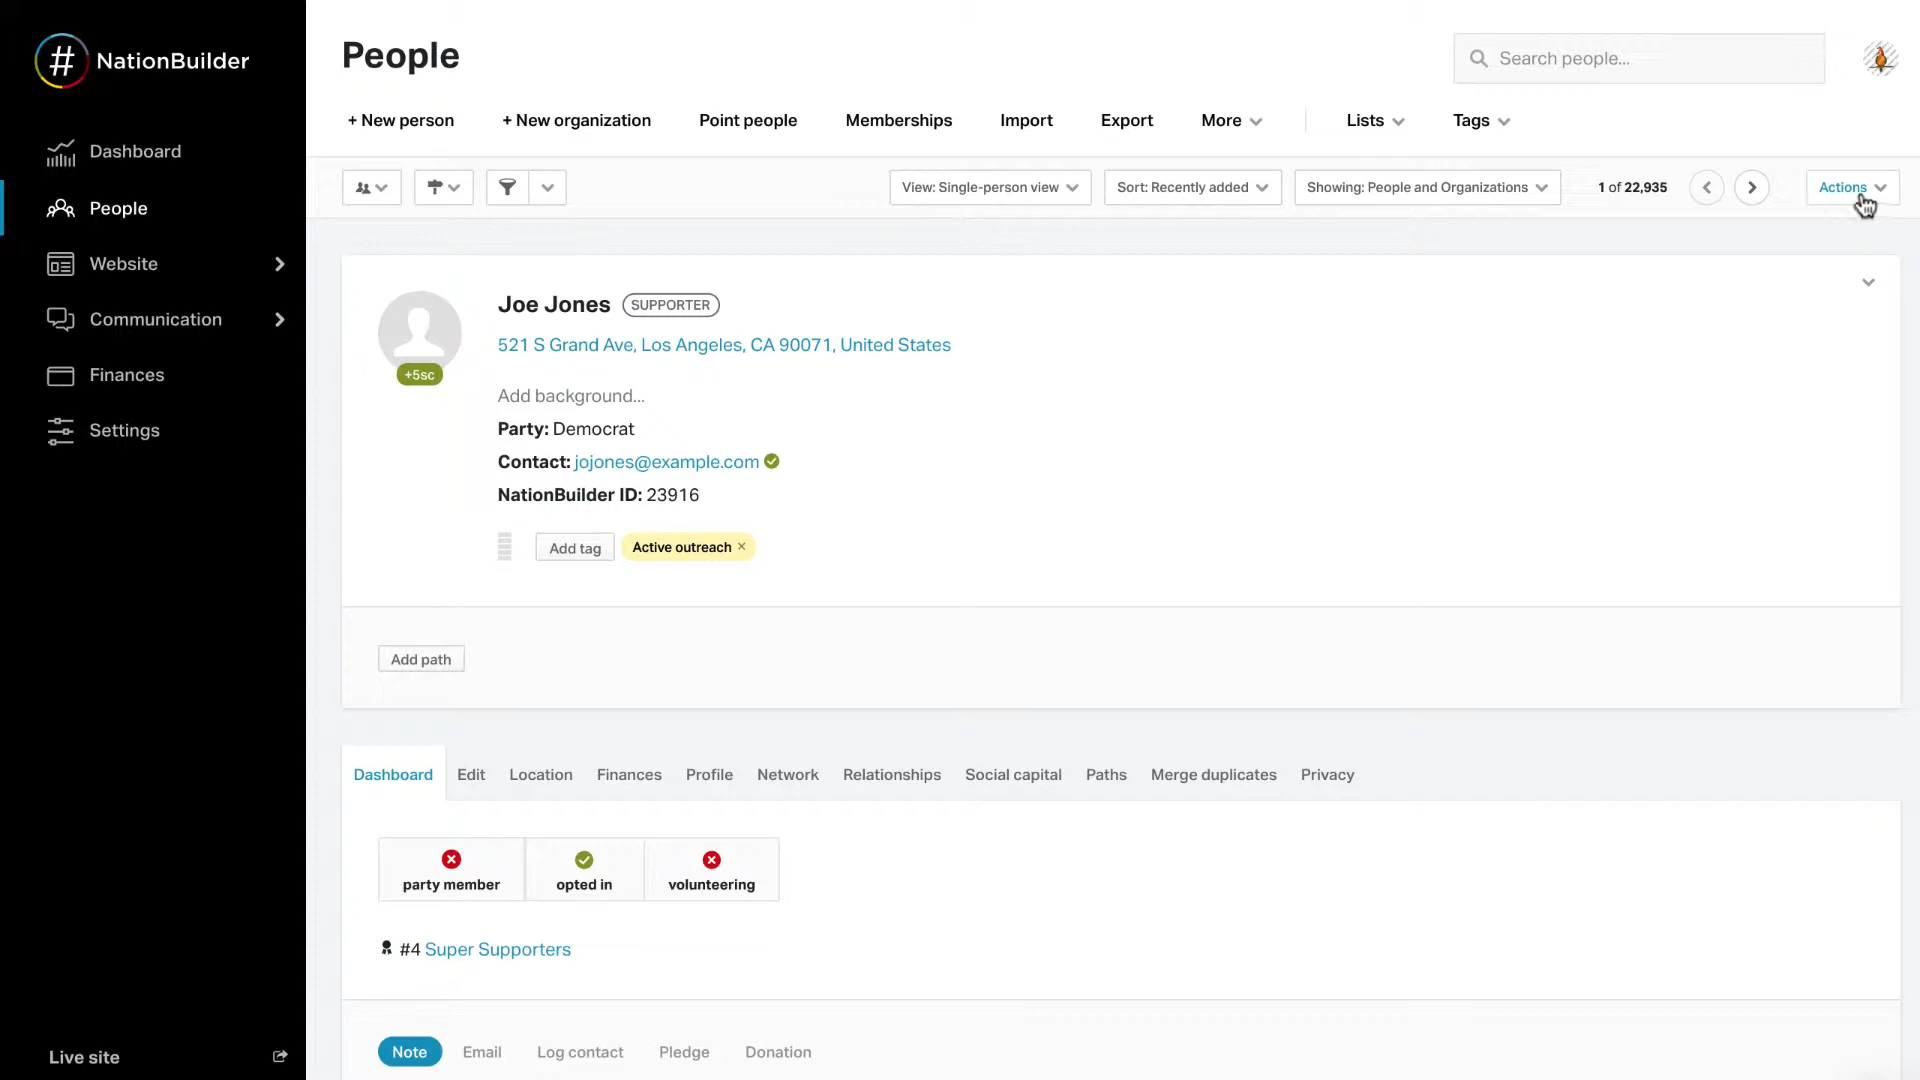 # NationBuilder
Dashboard
People
Website
Communication
Finances
Settings
Live site
People
Search people...
+ New person
+ New organization
Point people
Memberships
Import
Export
More
Lists
Tags
View: Single-person view
Sort: Recently added
Showing: People and Organizations
1 of 22,935
Actions
Joe Jones SUPPORTER
+5sc
521 S Grand Ave, Los Angeles, CA 90071, United States
Add background...
Party: Democrat
Contact: jojones@example.com
NationBuilder ID: 23916
Add tag
Active outreach ×
Add path
Dashboard
Edit
Location
Finances
Profile
Network
Relationships
Social capital
Paths
Merge duplicates
Privacy
party member
opted in
volunteering
#4 Super Supporters
Note
Email
Log contact
Pledge
Donation